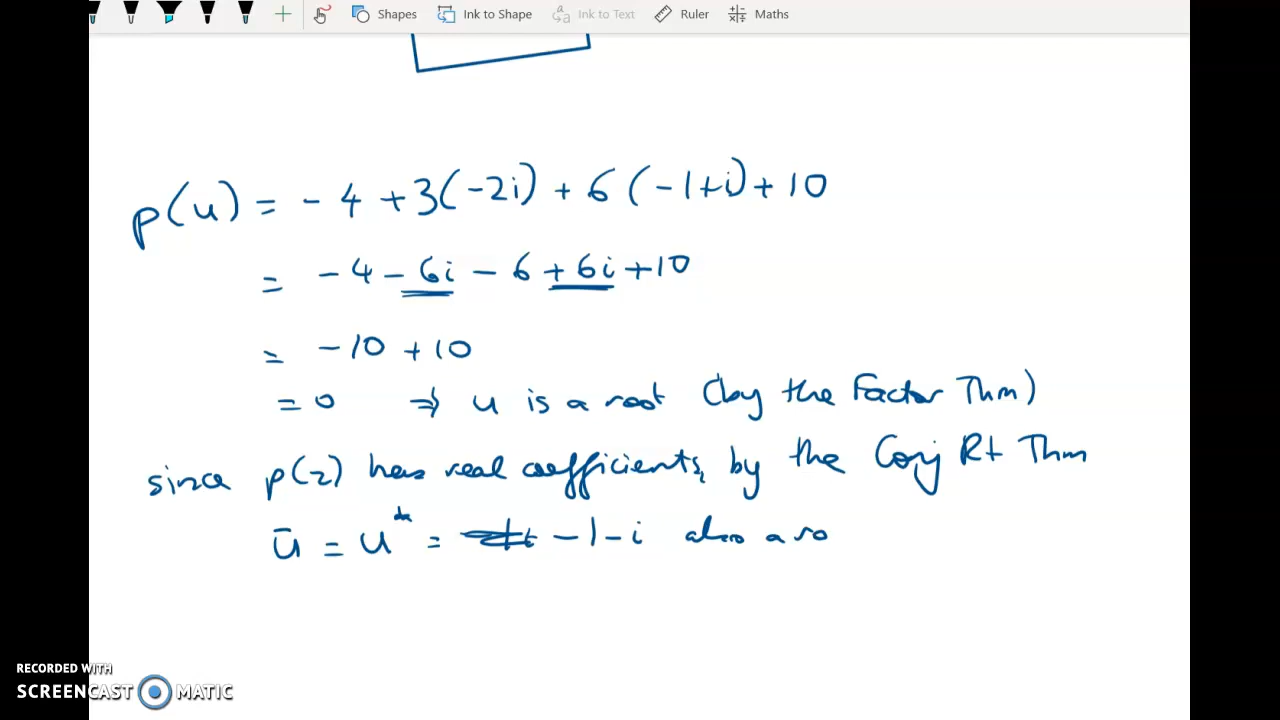 Shapes Ink to Shape Ink to Text Ruler Maths
p(u) = - 4 + 3(-2i) + 6(-1+i) + 10
= - 4 - 6i - 6 + 6i + 10
= - 10 + 10
= 0 ⇒ u is a root (by the Factor Thm)
since p(z) has real coefficients, by the Conj Rt Thm
ū = u* = -1-i also a ro
RECORDED WITH
SCREENCAST MATIC